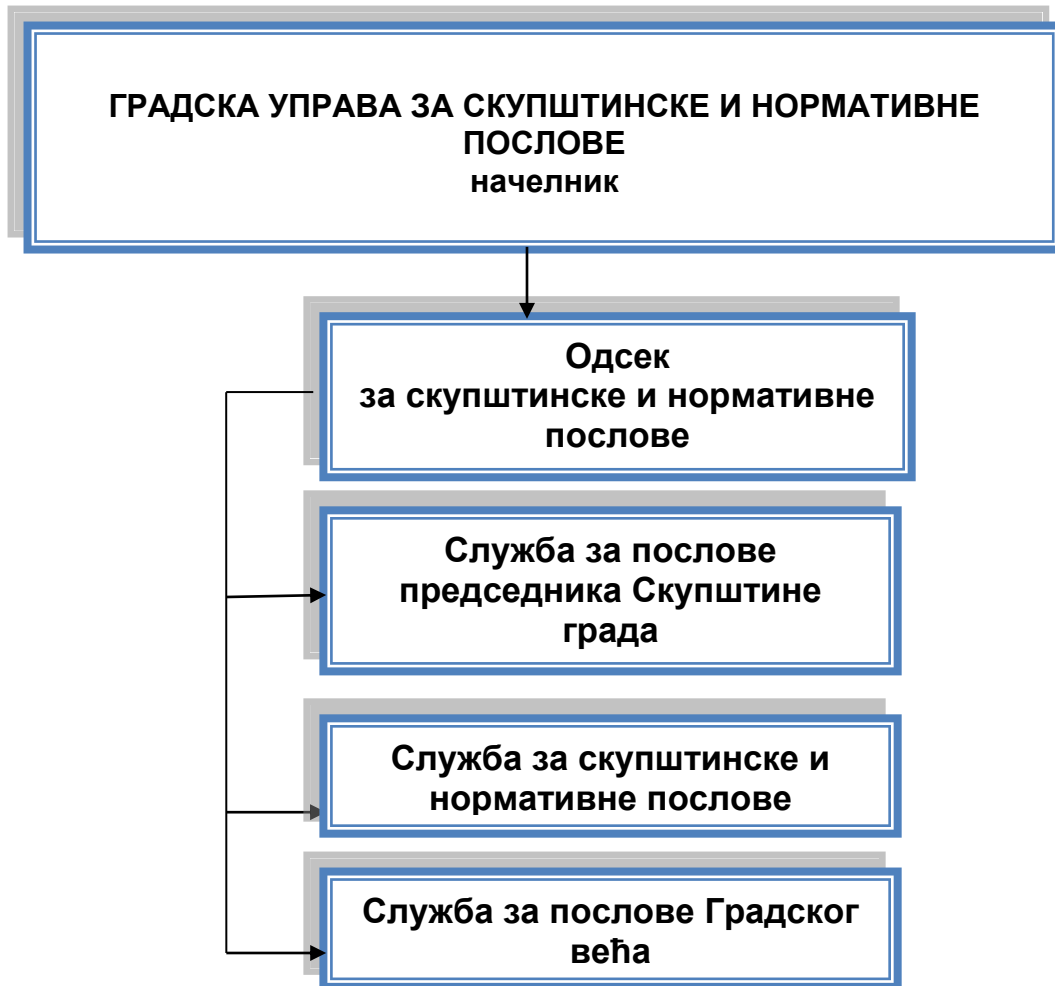 ГРАДСКА УПРАВА ЗА СКУПШТИНСКЕ И НОРМАТИВНЕ
ПОСЛОВЕ
начелник
Одсек
за скупштинске и нормативне
послове
Служба за послове
председника Скупштине
града
Служба за скупштинске и
нормативне послове
Служба за послове Градског
већа